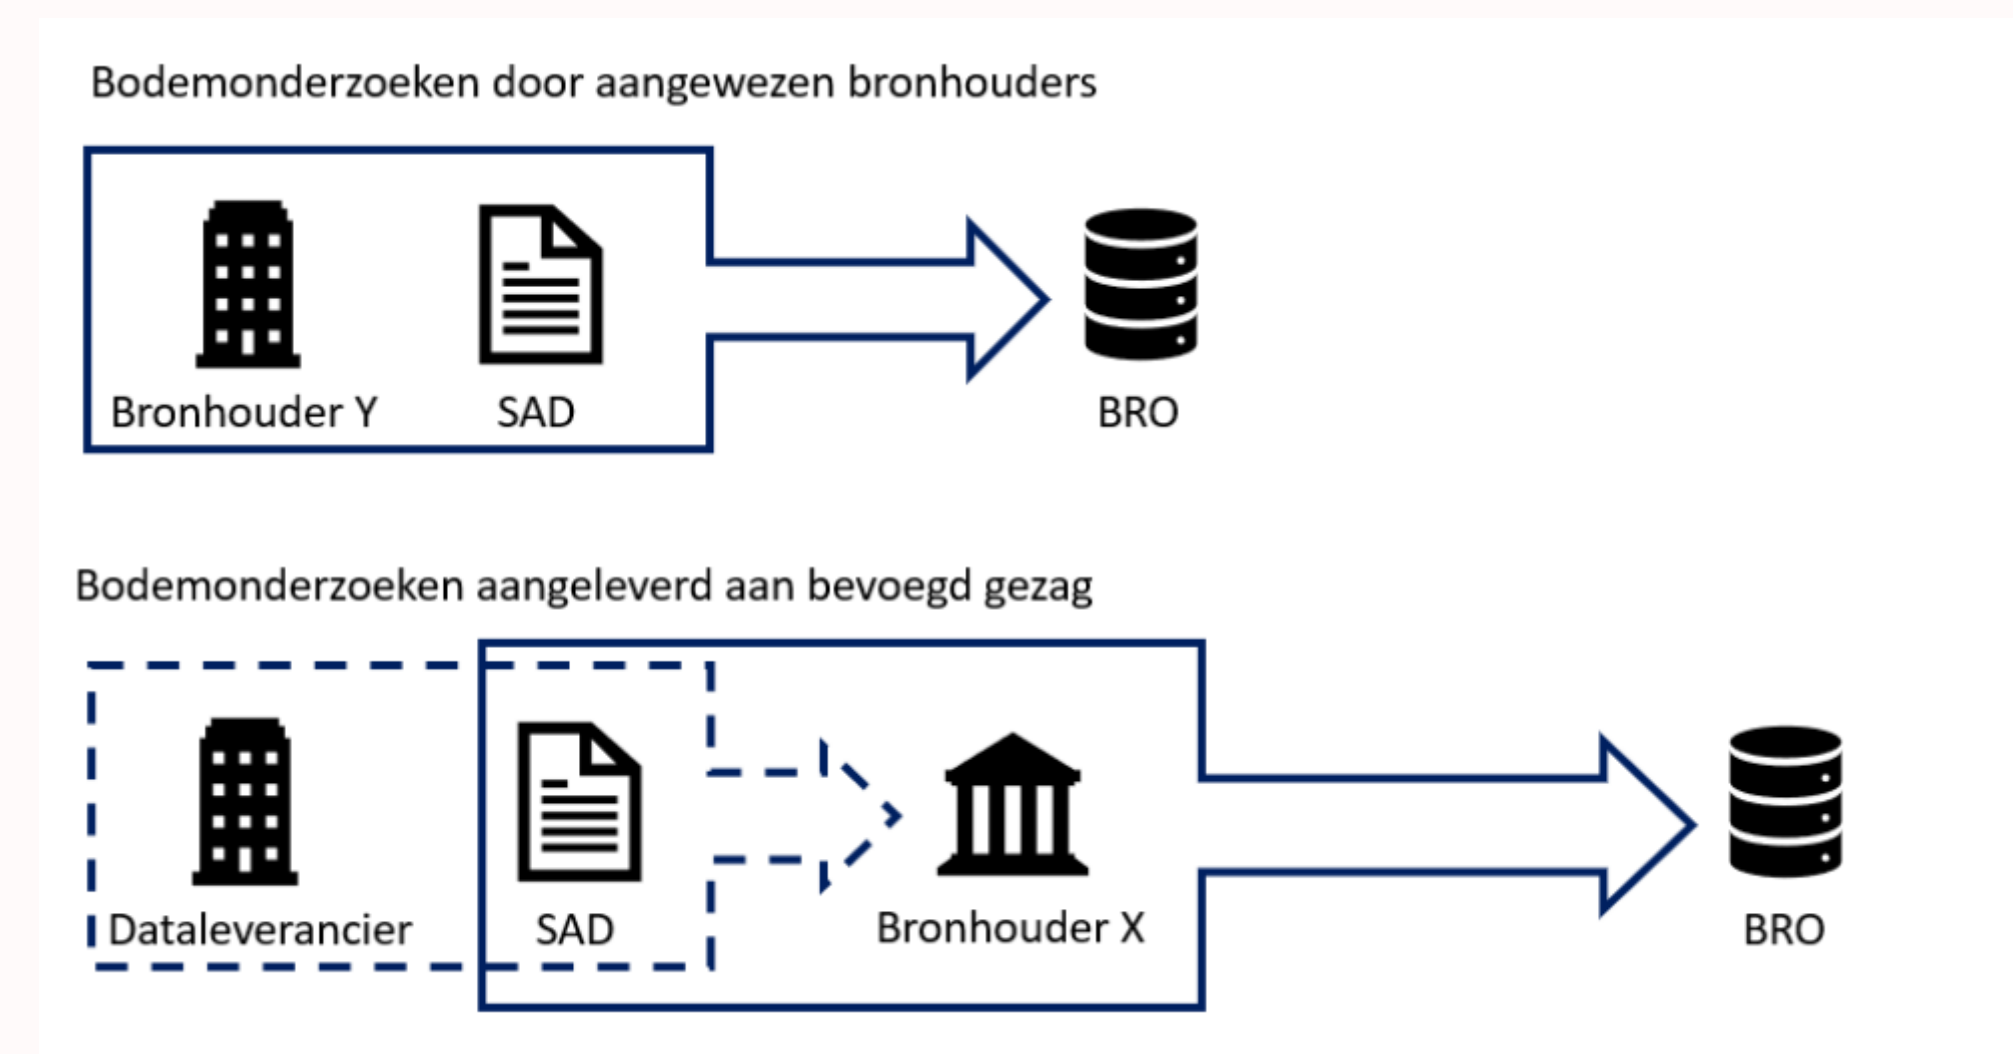 Bodemonderzoeken door aangewezen bronhouders
Bronhouder Y
SAD
BRO
Bodemonderzoeken aangeleverd aan bevoegd gezag
Dataleverancier
SAD
Bronhouder X
BRO